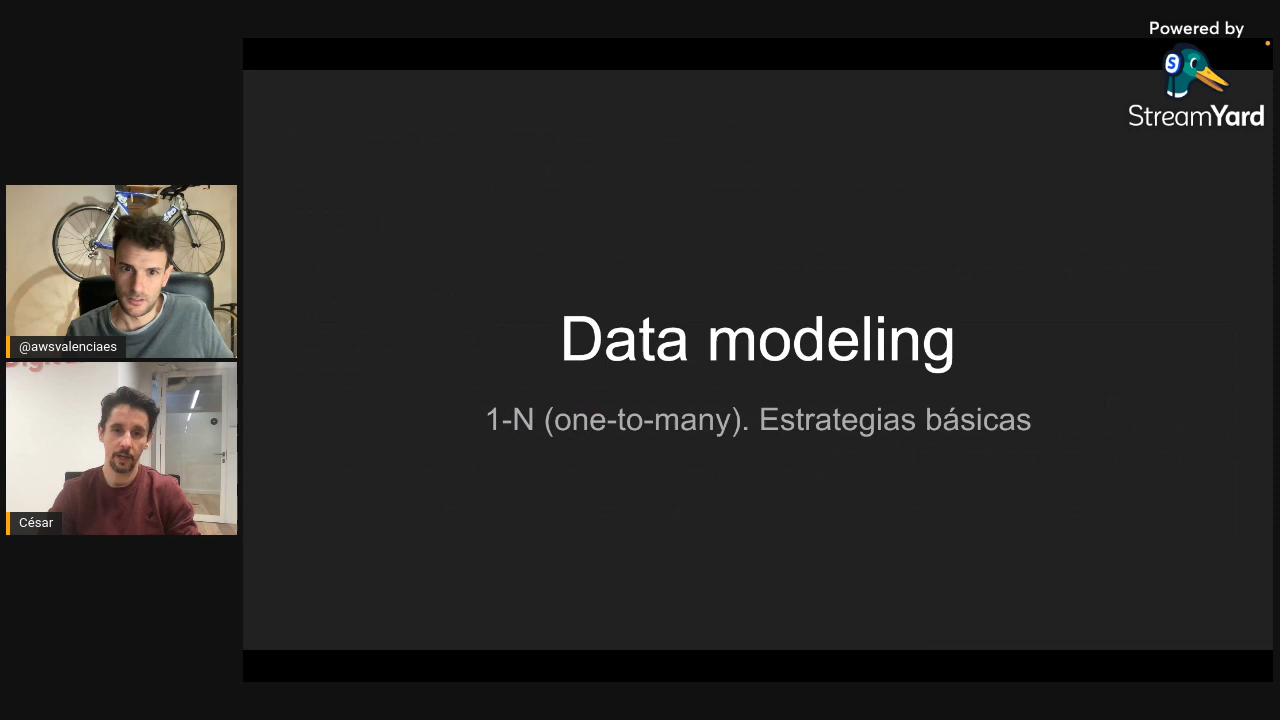 Powered by
StreamYard
Data modeling
1-N (one-to-many). Estrategias básicas
@awsvalenciaes
César